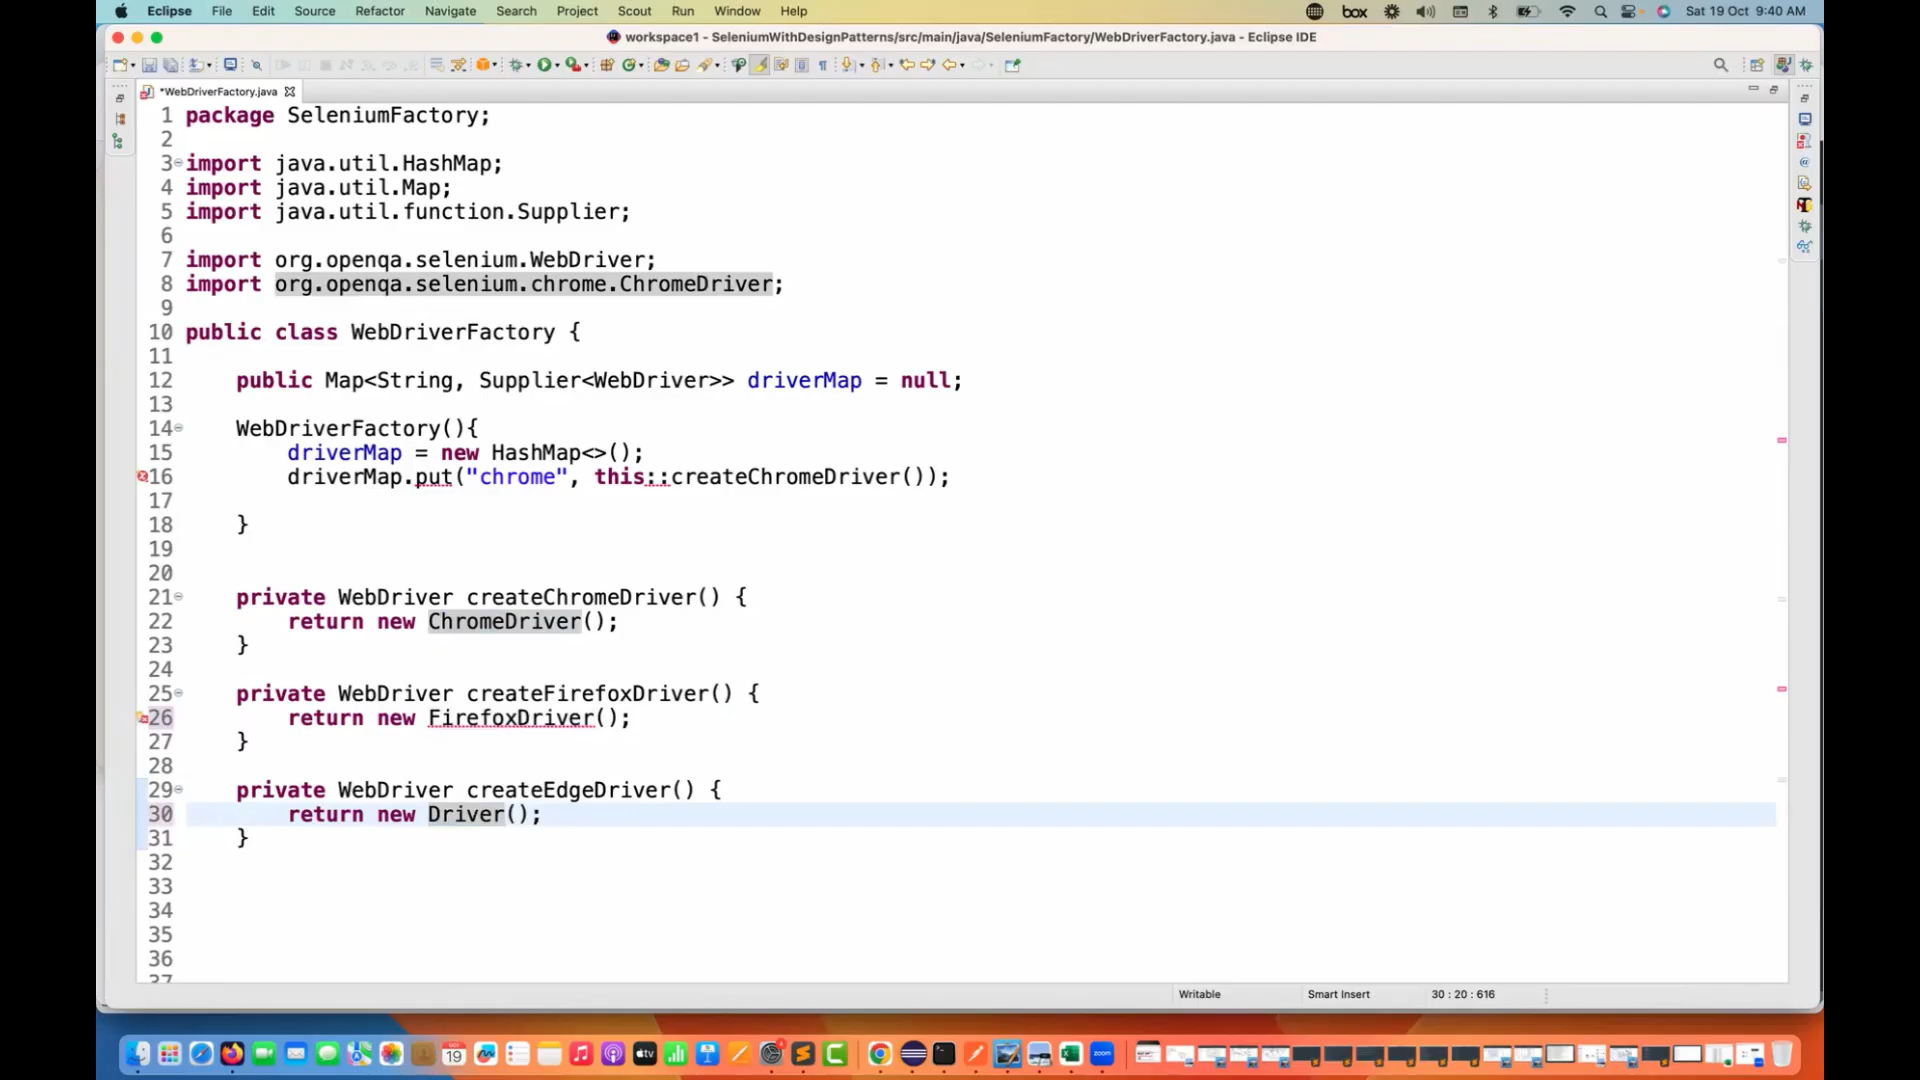 Eclipse File Edit Source Refactor Navigate Search Project Scout Run Window Help box Sat 19 Oct 9:40 AM
workspace1 - SeleniumWithDesignPatterns/src/main/java/SeleniumFactory/WebDriverFactory.java - Eclipse IDE
*WebDriverFactory.java
1 package SeleniumFactory;
2
3 import java.util.HashMap;
4 import java.util.Map;
5 import java.util.function.Supplier;
6
7 import org.openqa.selenium.WebDriver;
8 import org.openqa.selenium.chrome.ChromeDriver;
9
10 public class WebDriverFactory {
11
12 public Map<String, Supplier<WebDriver>> driverMap = null;
13
14 WebDriverFactory(){
15 driverMap = new HashMap<>();
16 driverMap.put("chrome", this::createChromeDriver());
17
18 }
19
20
21 private WebDriver createChromeDriver() {
22 return new ChromeDriver();
23 }
24
25 private WebDriver createFirefoxDriver() {
26 return new FirefoxDriver();
27 }
28
29 private WebDriver createEdgeDriver() {
30 return new Driver();
31 }
32
33
34
35
36
37
Writable Smart Insert 30 : 20 : 616
OCT 19 tv zoom